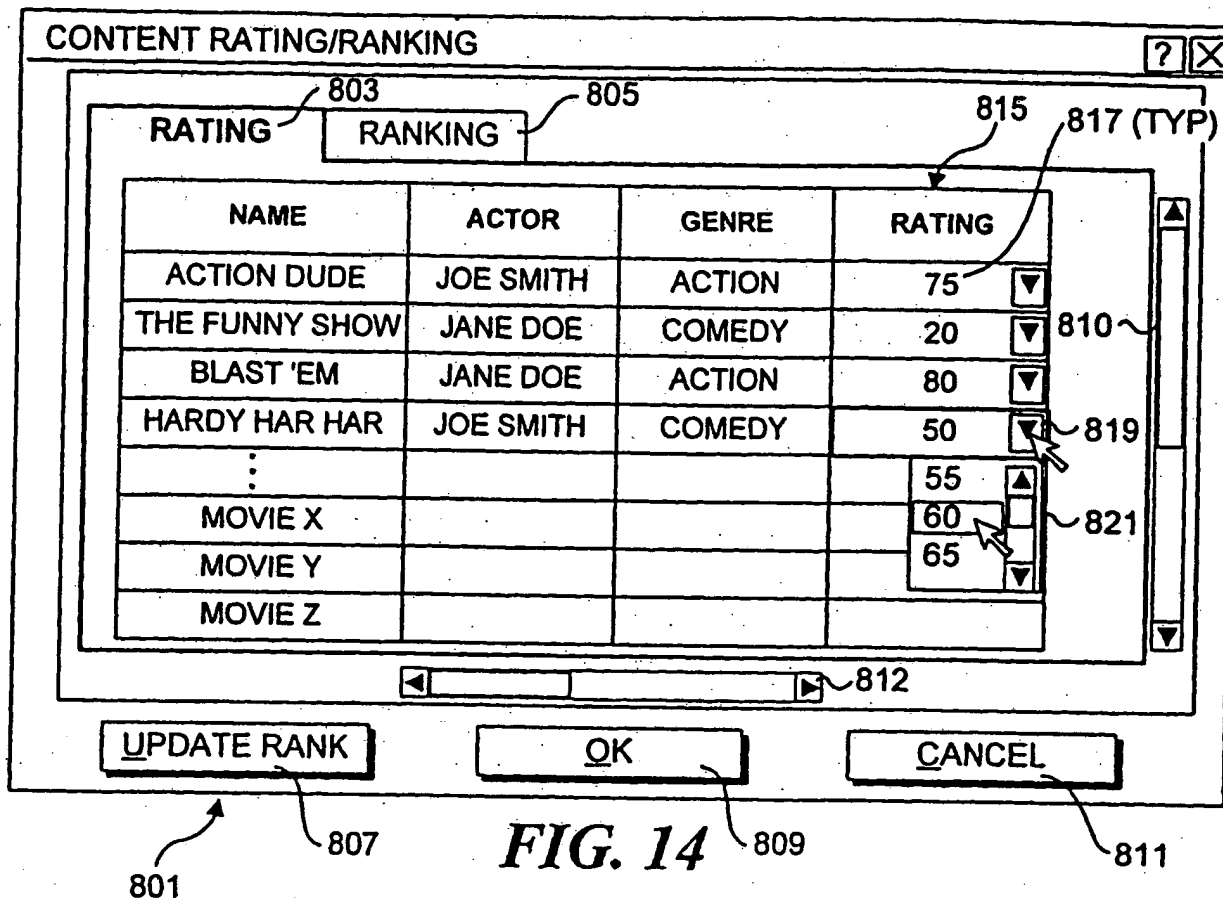 CONTENT RATING/RANKING ? X
803 805 815 817 (TYP)
RATING RANKING
NAME ACTOR GENRE RATING
ACTION DUDE JOE SMITH ACTION 75
THE FUNNY SHOW JANE DOE COMEDY 20 810
BLAST 'EM JANE DOE ACTION 80
HARDY HAR HAR JOE SMITH COMEDY 50 819
⋮ 55
MOVIE X 60 821
MOVIE Y 65
MOVIE Z
812
UPDATE RANK OK CANCEL
807 FIG. 14 809 811
801